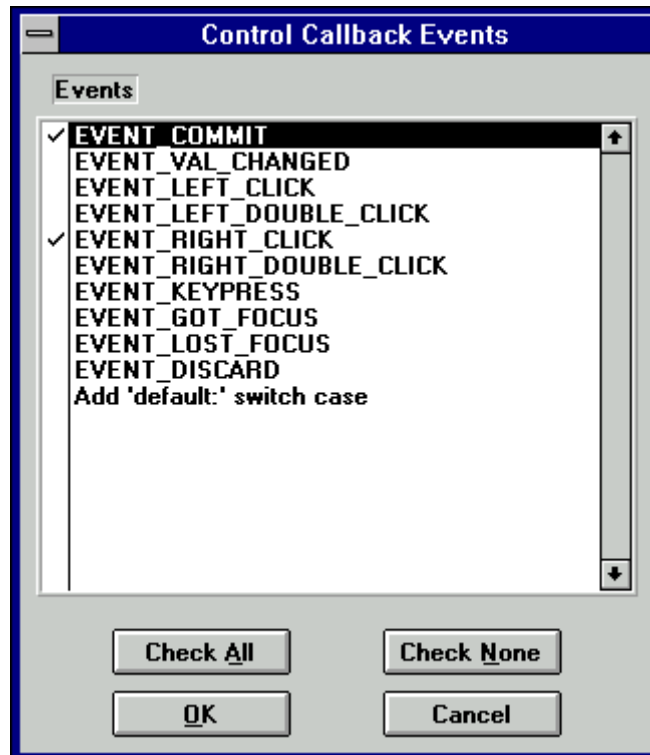 Control Callback Events
Events
EVENT_COMMIT
EVENT_VAL_CHANGED
EVENT_LEFT_CLICK
EVENT_LEFT_DOUBLE_CLICK
EVENT_RIGHT_CLICK
EVENT_RIGHT_DOUBLE_CLICK
EVENT_KEYPRESS
EVENT_GOT_FOCUS
EVENT_LOST_FOCUS
EVENT_DISCARD
Add 'default:' switch case
Check All
Check None
OK
Cancel